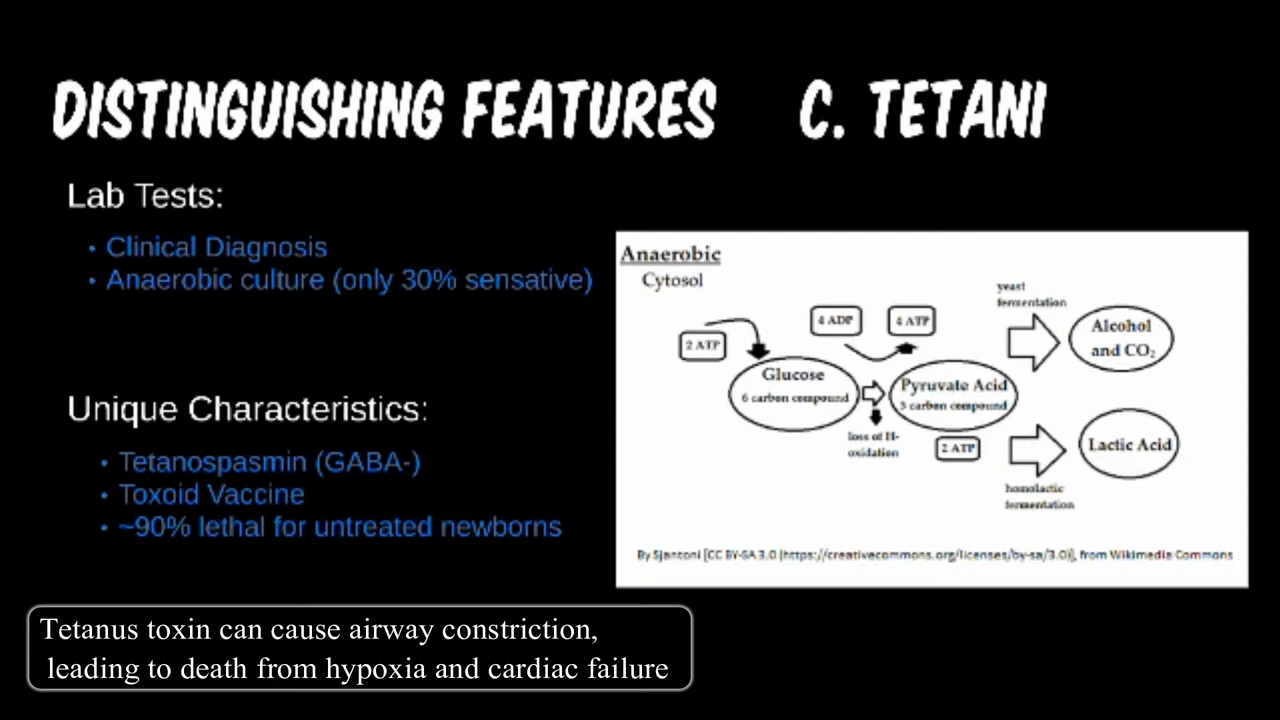 DISTINGUISHING FEATURES C. TETANI
Lab Tests:
• Clinical Diagnosis
• Anaerobic culture (only 30% sensative)
Unique Characteristics:
• Tetanospasmin (GABA-)
• Toxoid Vaccine
• ~90% lethal for untreated newborns
Anaerobic
Cytosol
2 ATP
4 ADP
4 ATP
yeast
fermentation
Alcohol
and CO₂
Glucose
6 carbon compound
Pyruvate Acid
3 carbon compound
loss of H-
oxidation
2 ATP
Lactic Acid
homolactic
fermentation
By Sjantoni [CC BY-SA 3.0 (https://creativecommons.org/licenses/by-sa/3.0)], from Wikimedia Commons
Tetanus toxin can cause airway constriction,
leading to death from hypoxia and cardiac failure